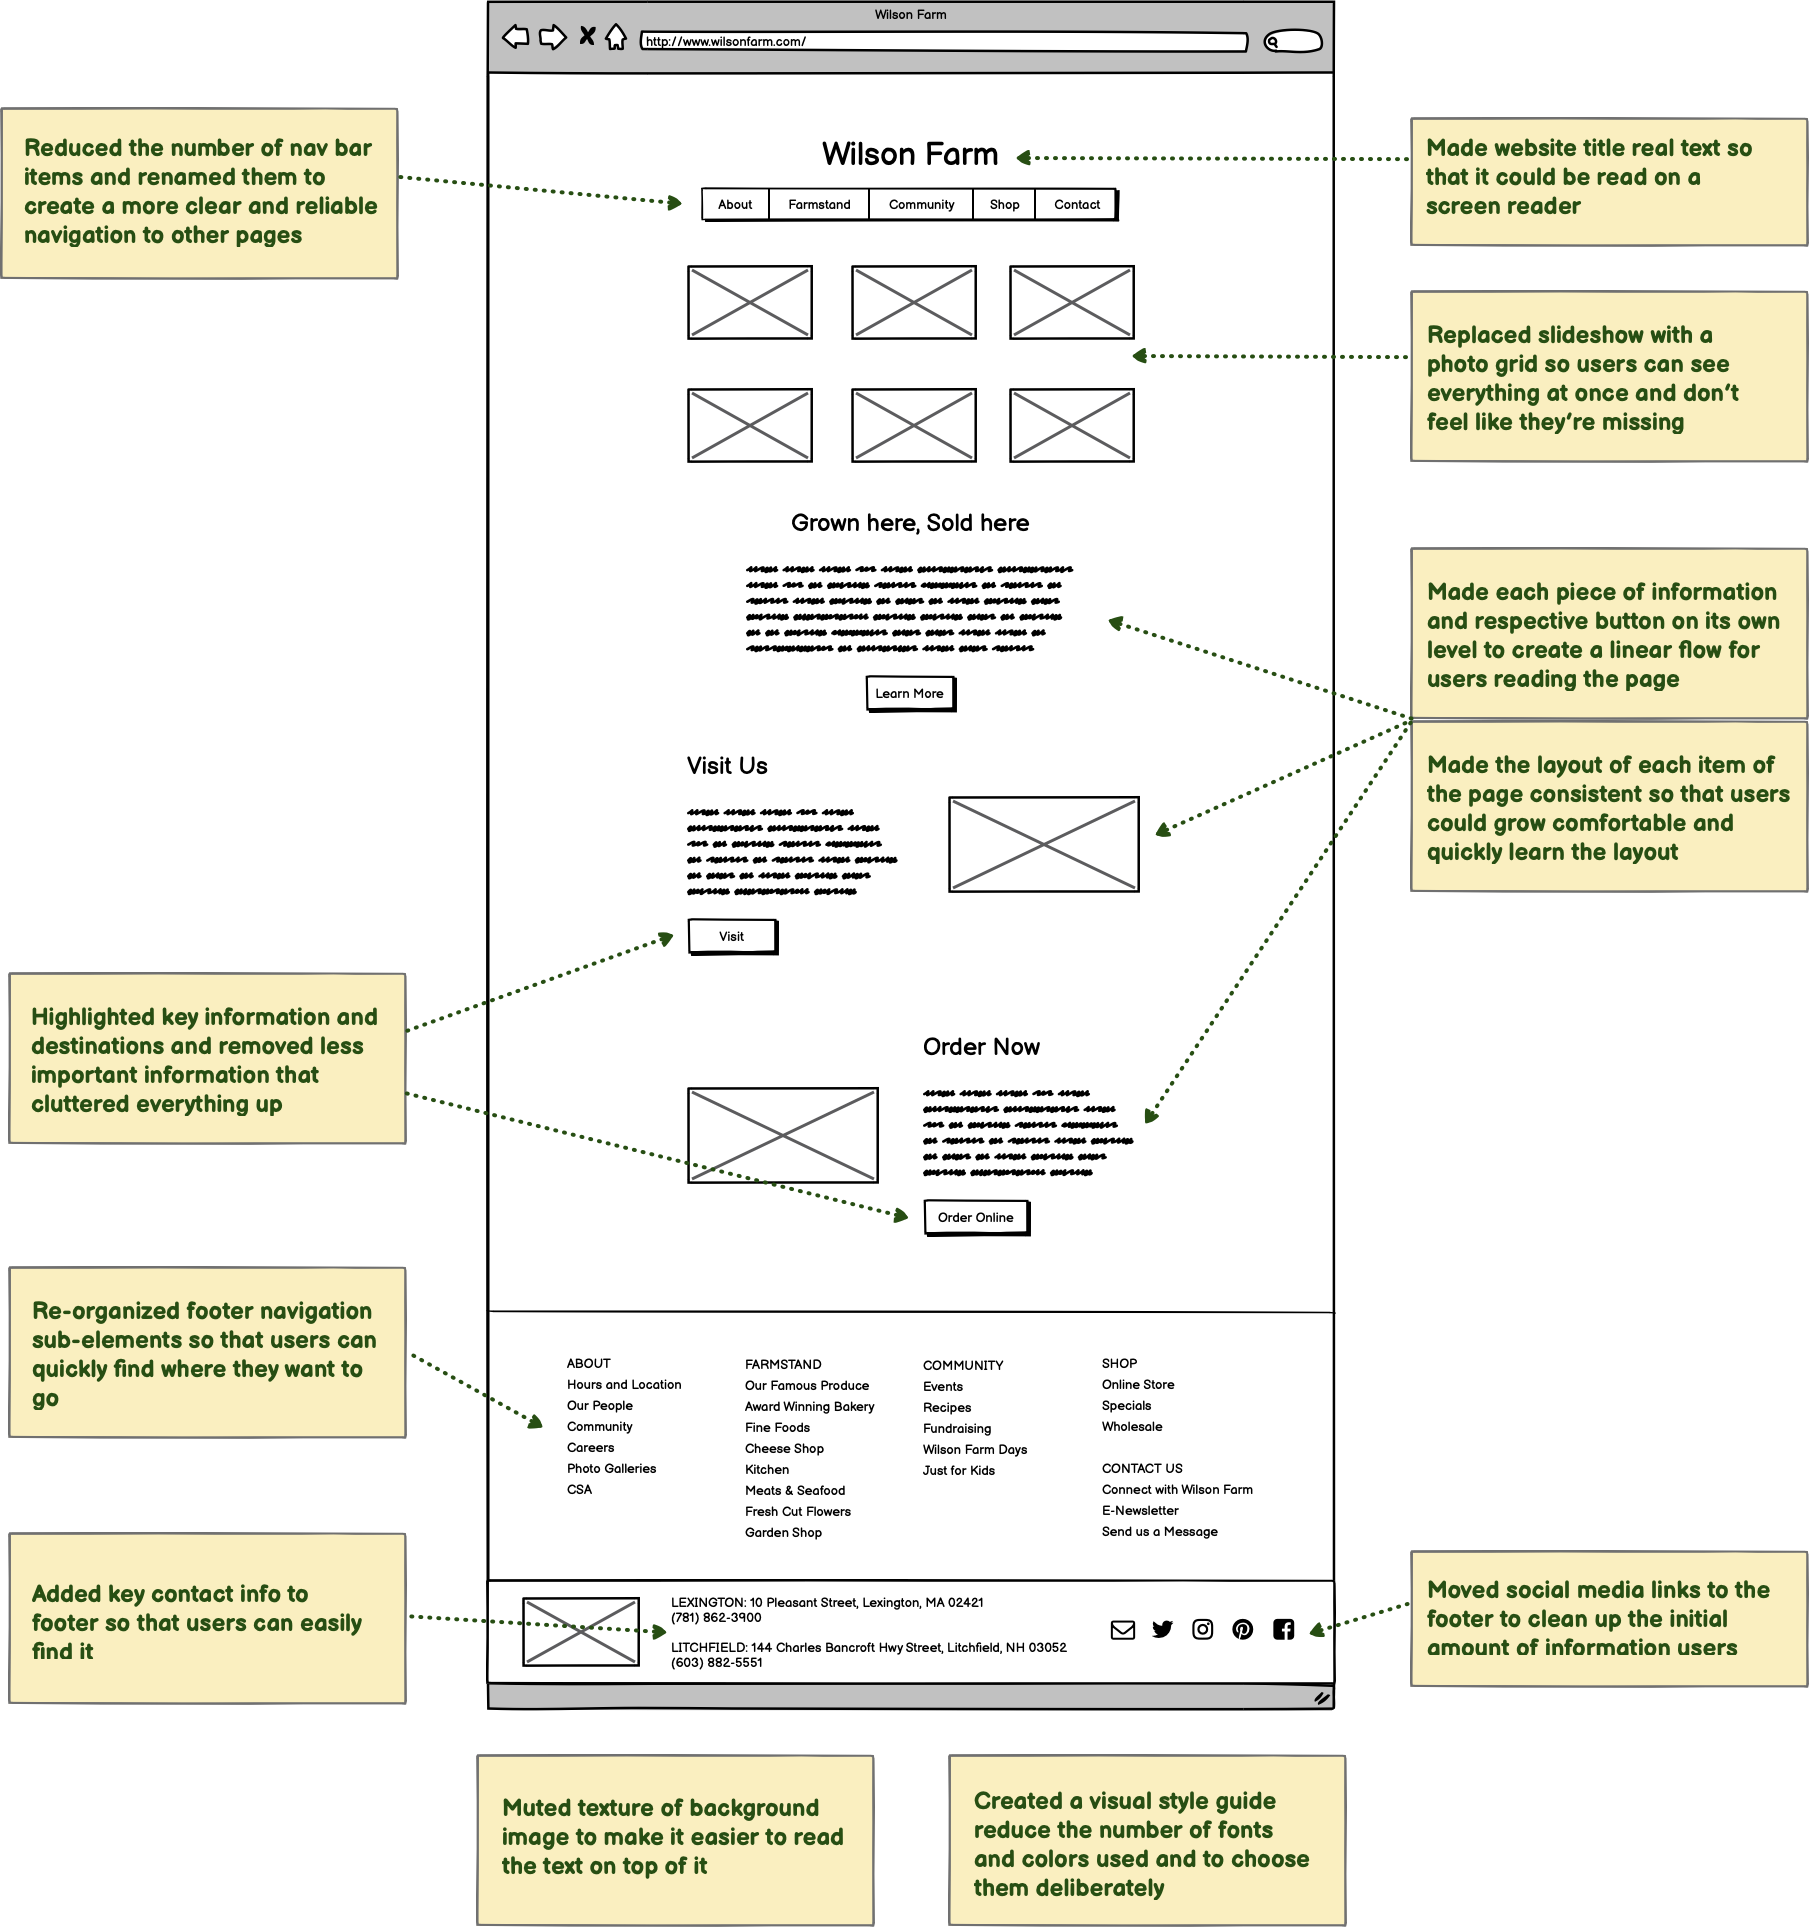 Wilson Farm
http://www.wilsonfarm.com/
Reduced the number of nav bar
items and renamed them to
create a more clear and reliable
navigation to other pages
Wilson Farm
Made website title real text so
that it could be read on a
screen reader
About Farmstand Community Shop Contact
Replaced slideshow with a
photo grid so users can see
everything at once and don't
feel like they're missing
Grown here, Sold here
Learn More
Made each piece of information
and respective button on its own
level to create a linear flow for
users reading the page
Made the layout of each item of
the page consistent so that users
could grow comfortable and
quickly learn the layout
Visit Us
Visit
Highlighted key information and
destinations and removed less
important information that
cluttered everything up
Order Now
Order Online
Re-organized footer navigation
sub-elements so that users can
quickly find where they want to
go
ABOUT
Hours and Location
Our People
Community
Careers
Photo Galleries
CSA
FARMSTAND
Our Famous Produce
Award Winning Bakery
Fine Foods
Cheese Shop
Kitchen
Meats & Seafood
Fresh Cut Flowers
Garden Shop
COMMUNITY
Events
Recipes
Fundraising
Wilson Farm Days
Just for Kids
SHOP
Online Store
Specials
Wholesale
CONTACT US
Connect with Wilson Farm
E-Newsletter
Send us a Message
Added key contact info to
footer so that users can easily
find it
LEXINGTON: 10 Pleasant Street, Lexington, MA 02421
(781) 862-3900
LITCHFIELD: 144 Charles Bancroft Hwy Street, Litchfield, NH 03052
(603) 882-5551
Moved social media links to the
footer to clean up the initial
amount of information users
Muted texture of background
image to make it easier to read
the text on top of it
Created a visual style guide
reduce the number of fonts
and colors used and to choose
them deliberately